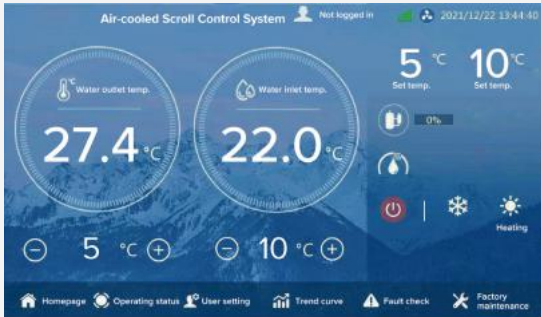 Air-cooled Scroll Control System
Not logged in
2021/12/22 13:44:40
Water outlet temp.
27.4 °C
Water inlet temp.
22.0 °C
5 °C
Set temp.
10 °C
Set temp.
0%
Heating
5 °C
10 °C
Homepage
Operating status
User setting
Trend curve
Fault check
Factory
maintenance